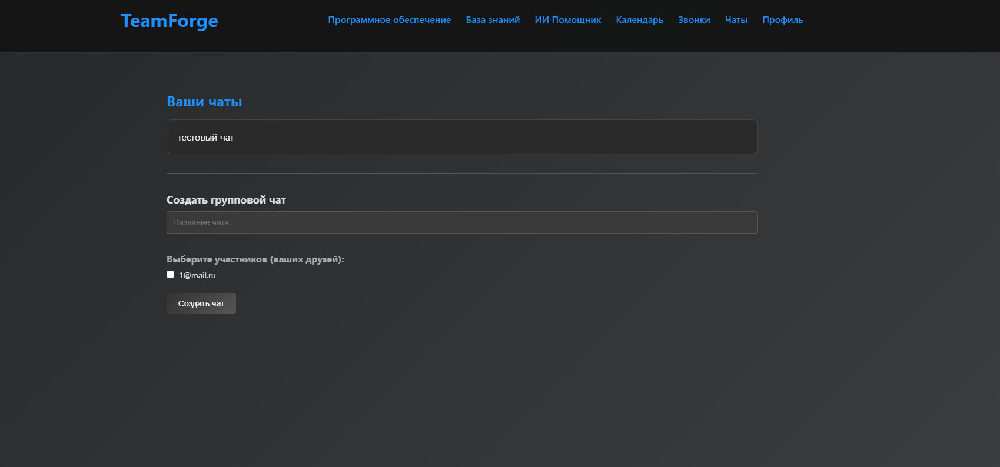 TeamForge
Программное обеспечение База знаний ИИ Помощник Календарь Звонки Чаты Профиль
Ваши чаты
тестовый чат
Создать групповой чат
Название чата
Выберите участников (ваших друзей):
1@mail.ru
Создать чат